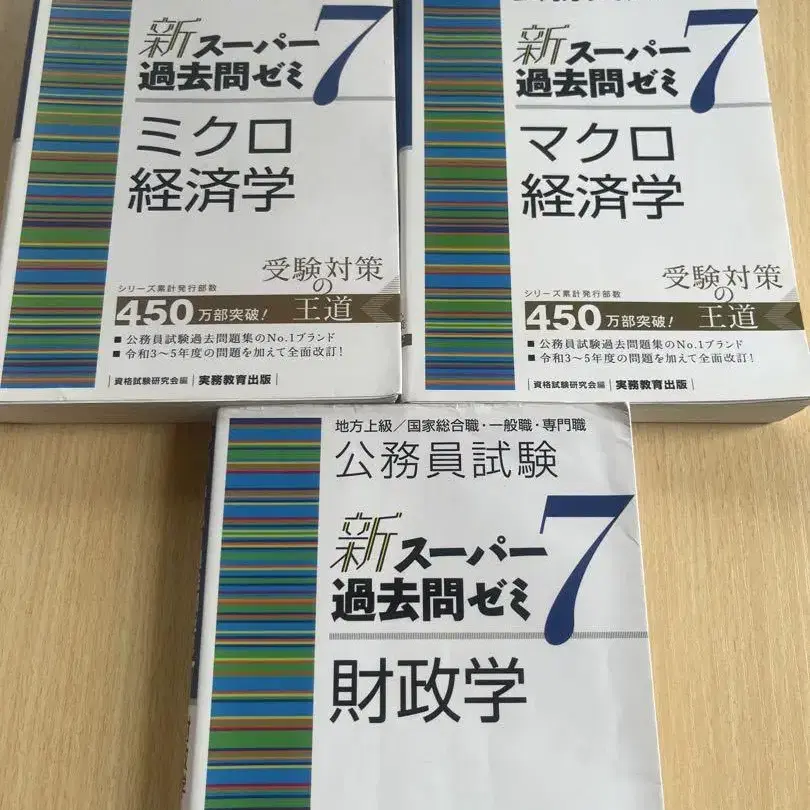 新スーパー
過去問ゼミ7
ミクロ
経済学
シリーズ累計発行部数
450万部突破!
受験対策
の
王道
■公務員試験過去問題集のNo.1ブランド
■令和3~5年度の問題を加えて全面改訂!
資格試験研究会編 | 実務教育出版
新スーパー
過去問ゼミ7
マクロ
経済学
シリーズ累計発行部数
450万部突破!
受験対策
の
王道
■公務員試験過去問題集のNo.1ブランド
■令和3~5年度の問題を加えて全面改訂!
資格試験研究会編 | 実務教育出版
地方上級/国家総合職・一般職・専門職
公務員試験
新スーパー
過去問ゼミ7
財政学